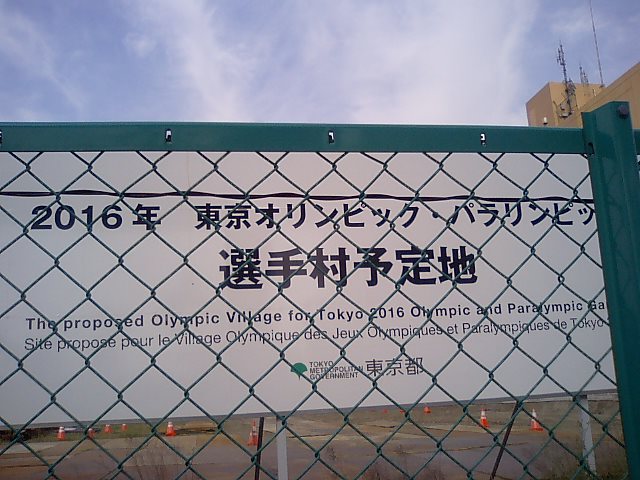 2016年 東京オリンピック・パラリンピッ
選手村予定地
The proposed Olympic Village for Tokyo 2016 Olympic and Paralympic Ga
Site proposé pour le Village Olympique des Jeux Olympiques et Paralympiques de Tokyo
TOKYO
METROPOLITAN
GOVERNMENT 東京都